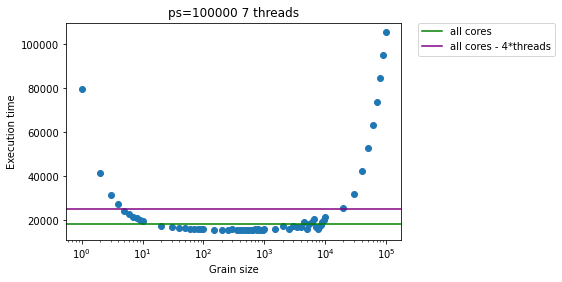 ps=100000 7 threads
all cores
all cores - 4*threads
Execution time
100000
80000
60000
40000
20000
10⁰
10¹
10²
10³
10⁴
10⁵
Grain size